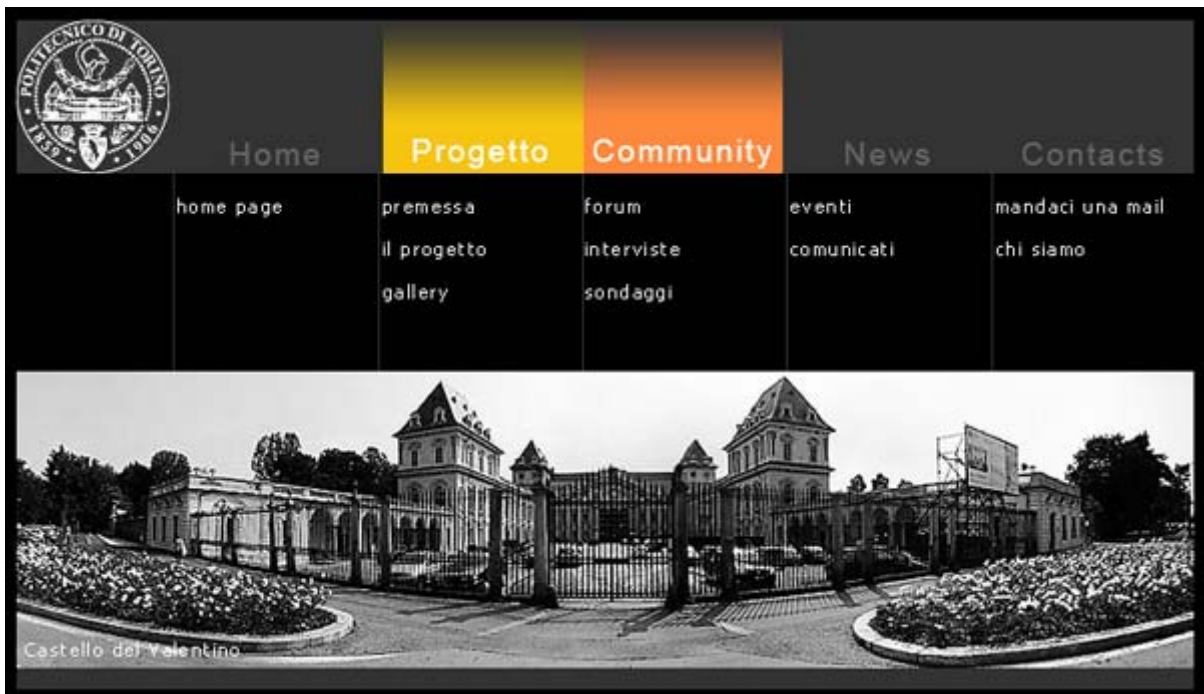 POLITECNICO DI TORINO
1859 1906
Home
Progetto
Community
News
Contacts
home page
premessa
il progetto
gallery
forum
interviste
sondaggi
eventi
comunicati
mandaci una mail
chi siamo
Castello del Valentino